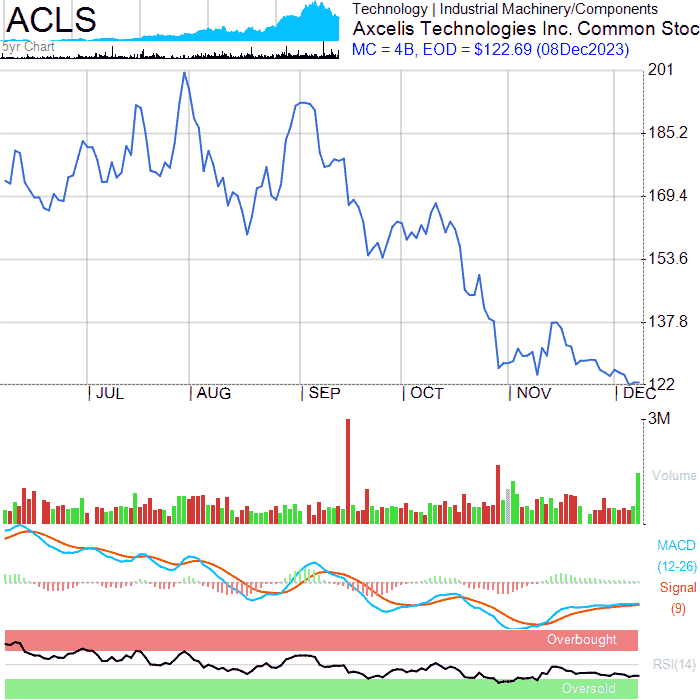 ACLS
5yr Chart
Technology | Industrial Machinery/Components
Axcelis Technologies Inc. Common Stoc
MC = 4B, EOD = $122.69 (08Dec2023)
201
185.2
169.4
153.6
137.8
122
JUL AUG SEP OCT NOV DEC
3M
Volume
MACD
(12-26)
Signal
(9)
Overbought
RSI(14)
Oversold